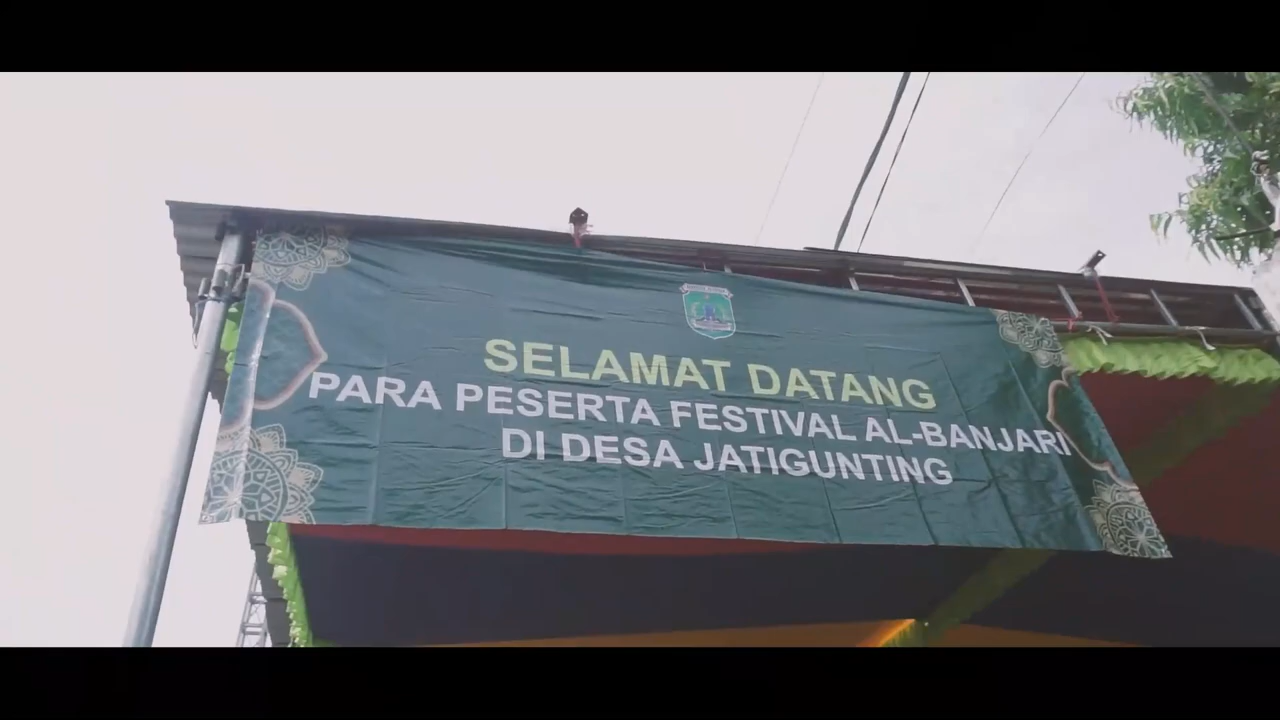 SELAMAT DATANG
PARA PESERTA FESTIVAL AL-BANJARI
DI DESA JATIGUNTING